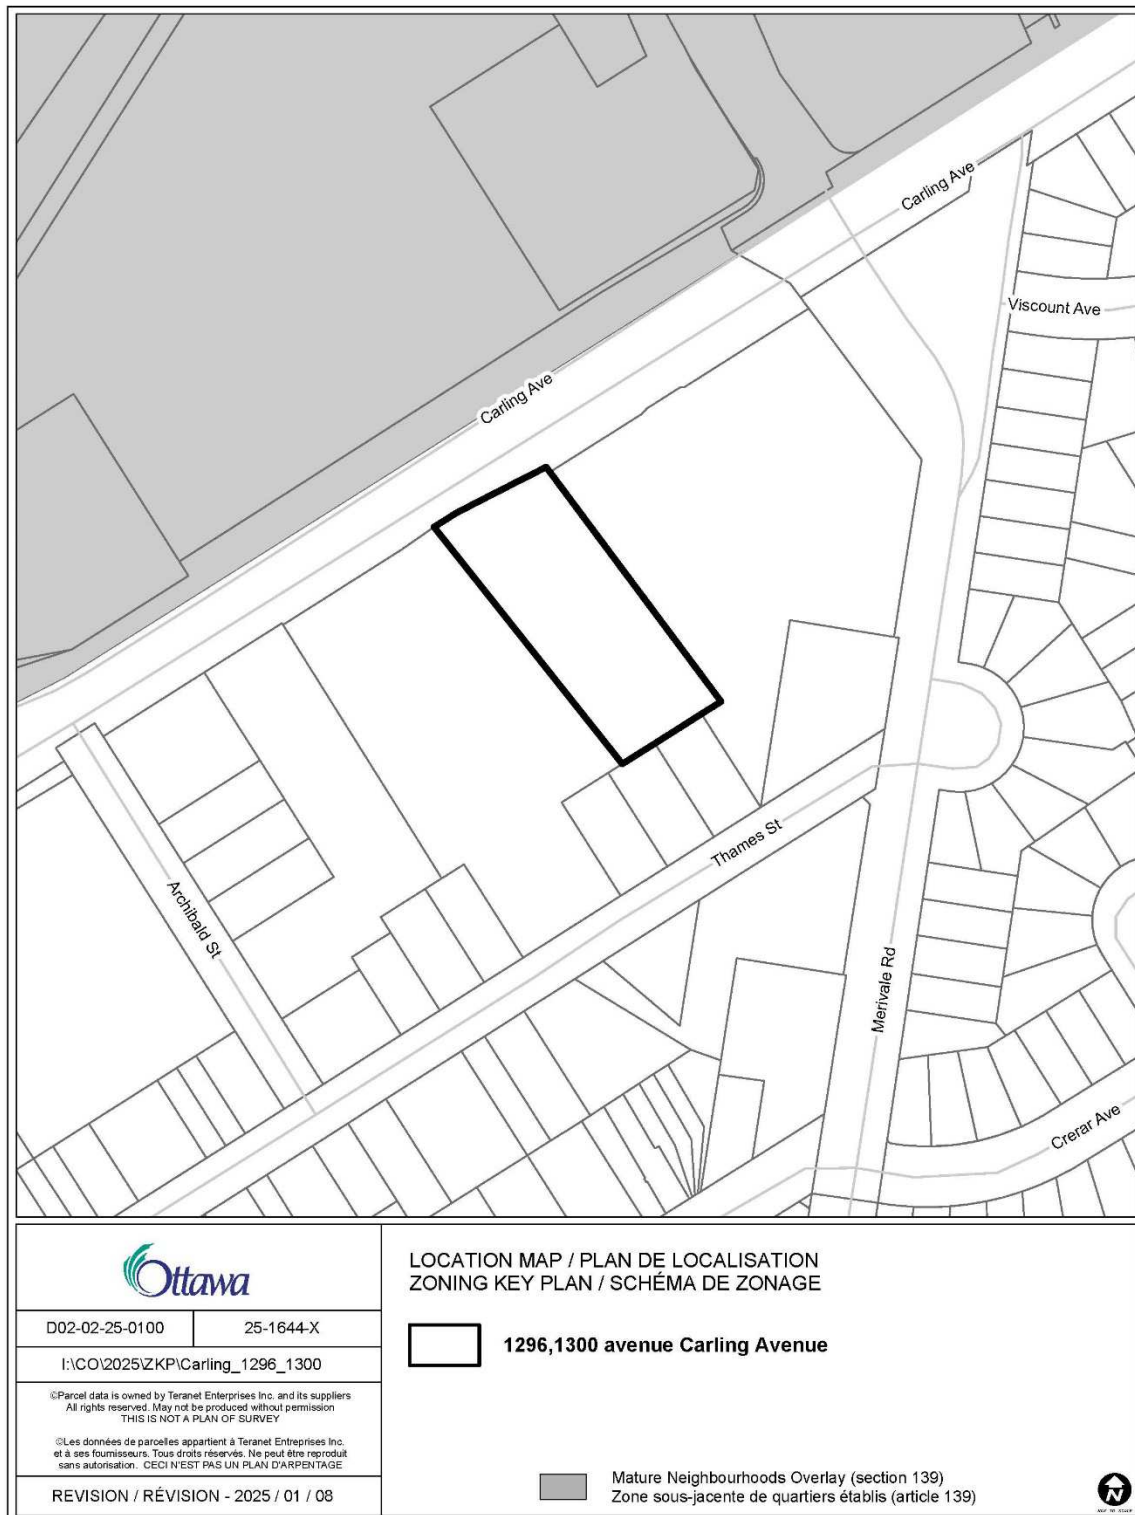 Carling Ave
Viscount Ave
Carling Ave
Thames St
Archibald St
Merivale Rd
Crerar Ave
Ottawa
D02-02-25-0100
25-1644-X
I:\CO\2025\ZKP\Carling_1296_1300
©Parcel data is owned by Teranet Enterprises Inc. and its suppliers
All rights reserved. May not be produced without permission
THIS IS NOT A PLAN OF SURVEY
©Les données de parcelles appartient à Teranet Entreprises Inc.
et à ses fournisseurs. Tous droits réservés. Ne peut être reproduit
sans autorisation. CECI N'EST PAS UN PLAN D'ARPENTAGE
REVISION / RÉVISION - 2025 / 01 / 08
LOCATION MAP / PLAN DE LOCALISATION
ZONING KEY PLAN / SCHÉMA DE ZONAGE
1296,1300 avenue Carling Avenue
Mature Neighbourhoods Overlay (section 139)
Zone sous-jacente de quartiers établis (article 139)
N
NOT TO SCALE